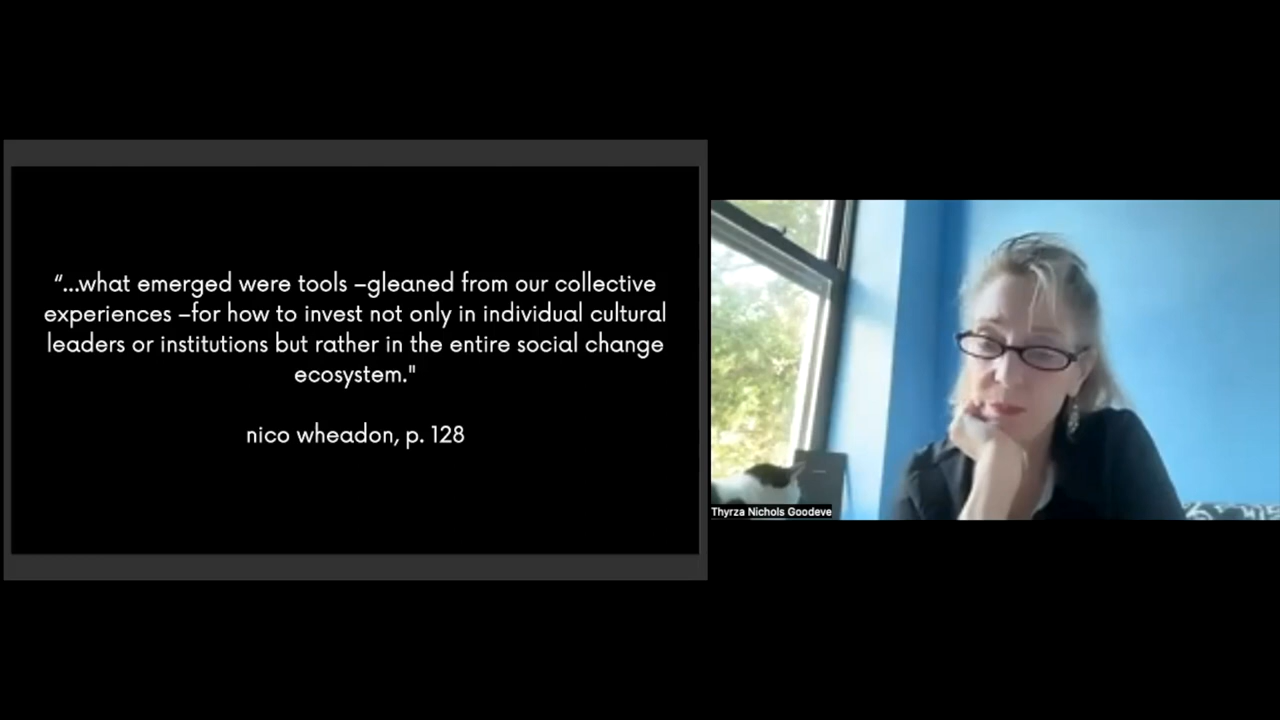 “...what emerged were tools –gleaned from our collective
experiences –for how to invest not only in individual cultural
leaders or institutions but rather in the entire social change
ecosystem."
nico wheadon, p. 128
Thyrza Nichols Goodeve